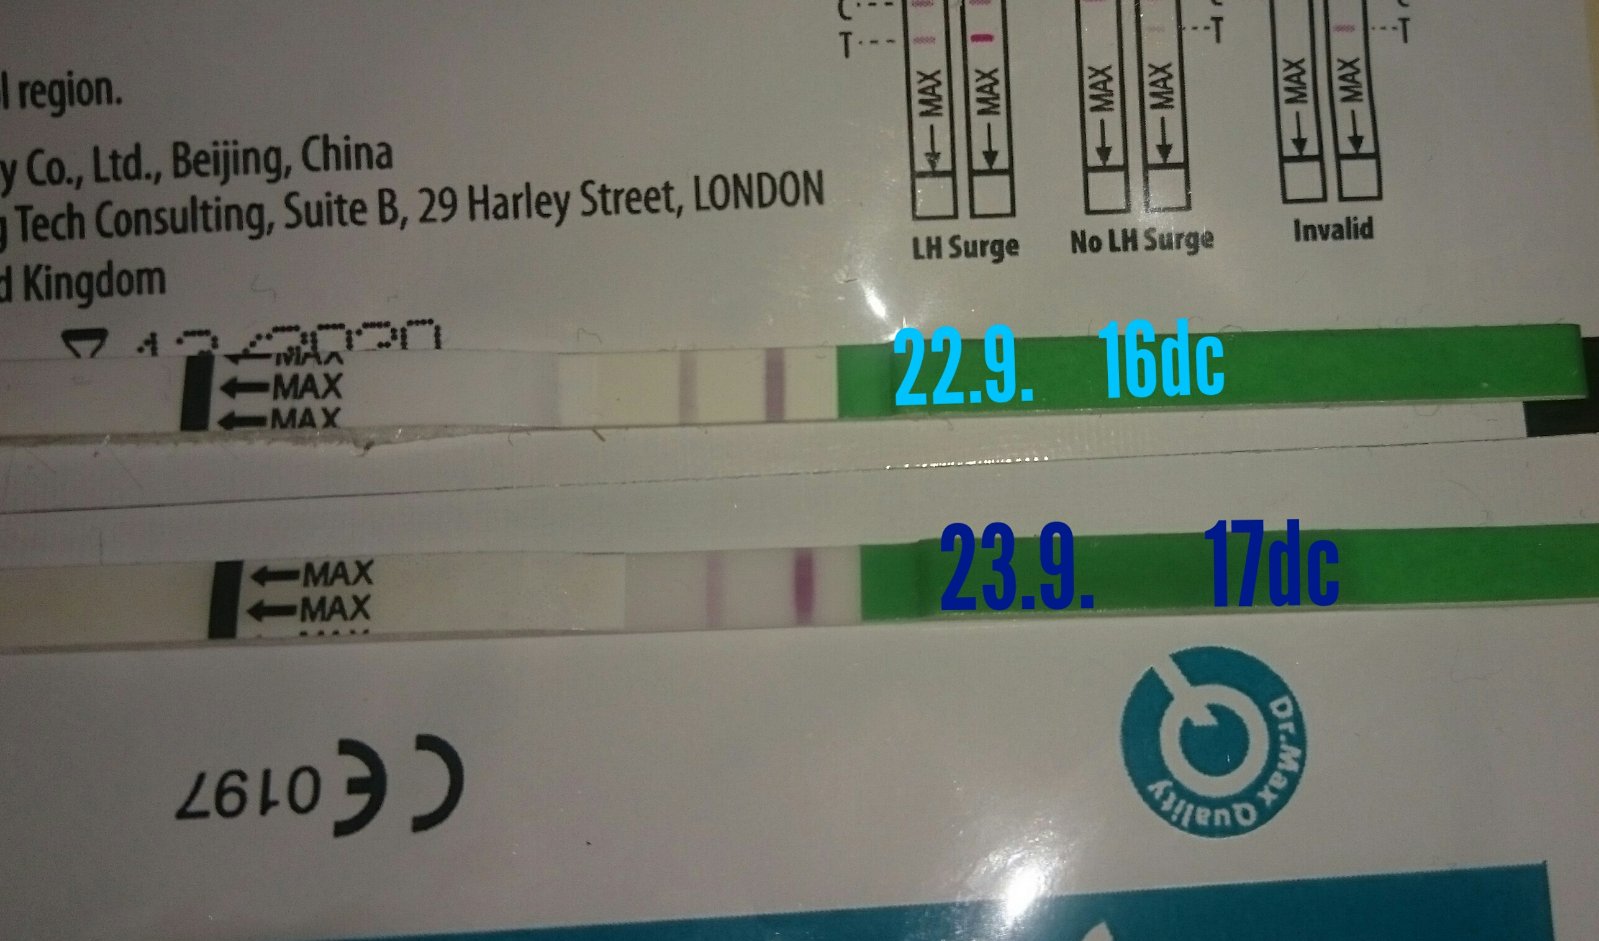 C
T
T
T
MAX
MAX
MAX
MAX
MAX
MAX
l region.
y Co., Ltd., Beijing, China
g Tech Consulting, Suite B, 29 Harley Street, LONDON
d Kingdom
LH Surge
No LH Surge
Invalid
MAX
MAX
MAX
22.9. 16dc
MAX
MAX
23.9. 17dc
CE 0197
Dr.Max Quality